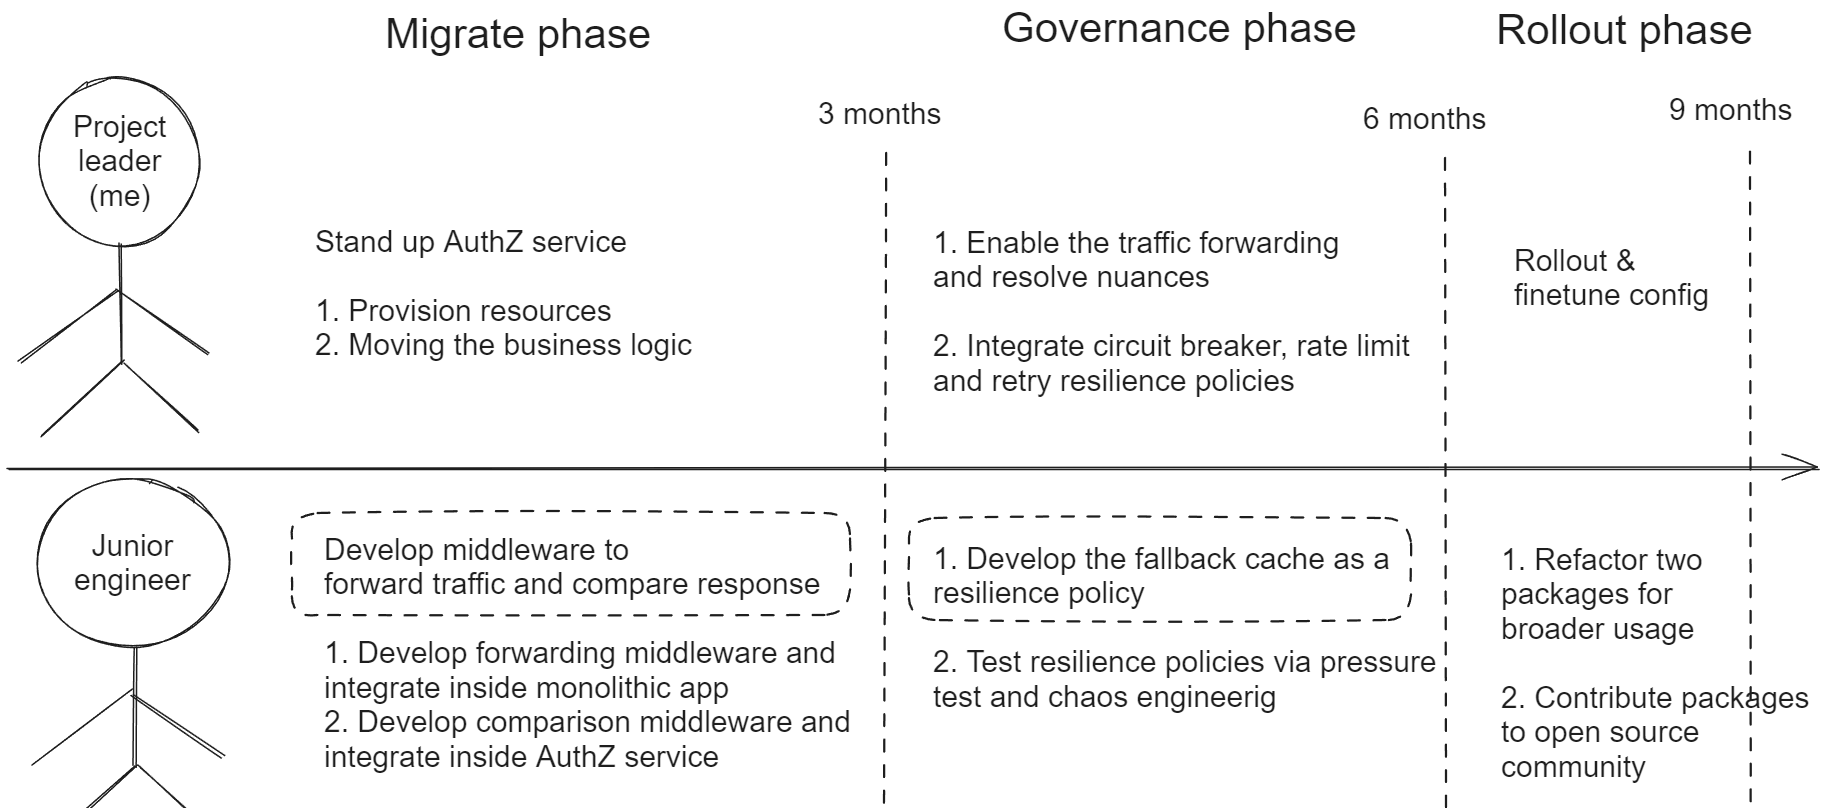 Migrate phase
Governance phase
Rollout phase
3 months
6 months
9 months
Project
leader
(me)
Stand up AuthZ service
1. Provision resources
2. Moving the business logic
1. Enable the traffic forwarding
and resolve nuances
2. Integrate circuit breaker, rate limit
and retry resilience policies
Rollout &
finetune config
Junior
engineer
Develop middleware to
forward traffic and compare response
1. Develop forwarding middleware and
integrate inside monolithic app
2. Develop comparison middleware and
integrate inside AuthZ service
1. Develop the fallback cache as a
resilience policy
2. Test resilience policies via pressure
test and chaos engineerig
1. Refactor two
packages for
broader usage
2. Contribute packages
to open source
community